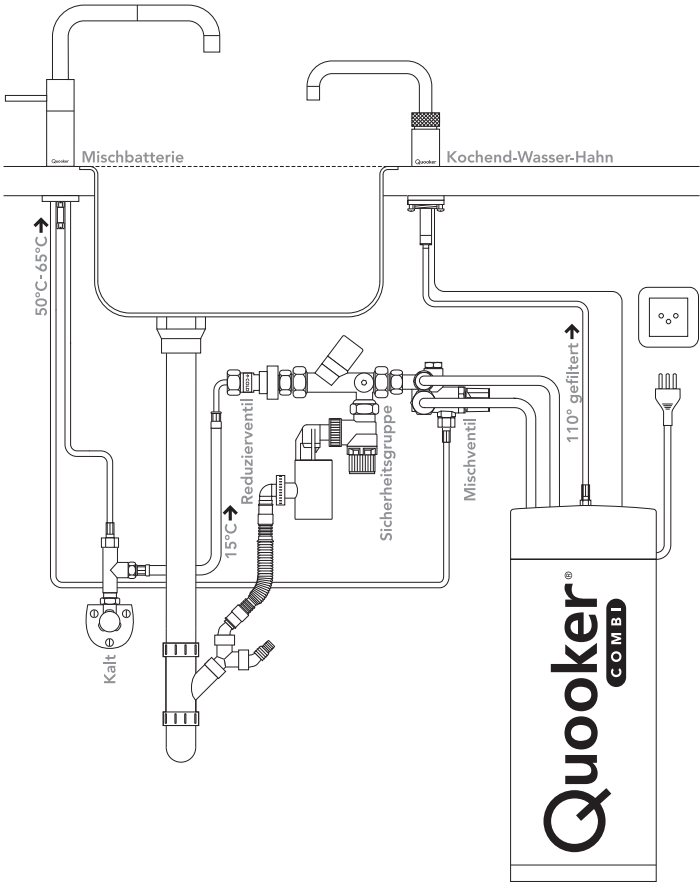 Quooker
Mischbatterie
Quooker
Kochend-Wasser-Hahn
50°C-65°C
110° gefiltert
Reduzierventil
Sicherheitsgruppe
Mischventil
15°C
Kalt
Quooker®
COMBI